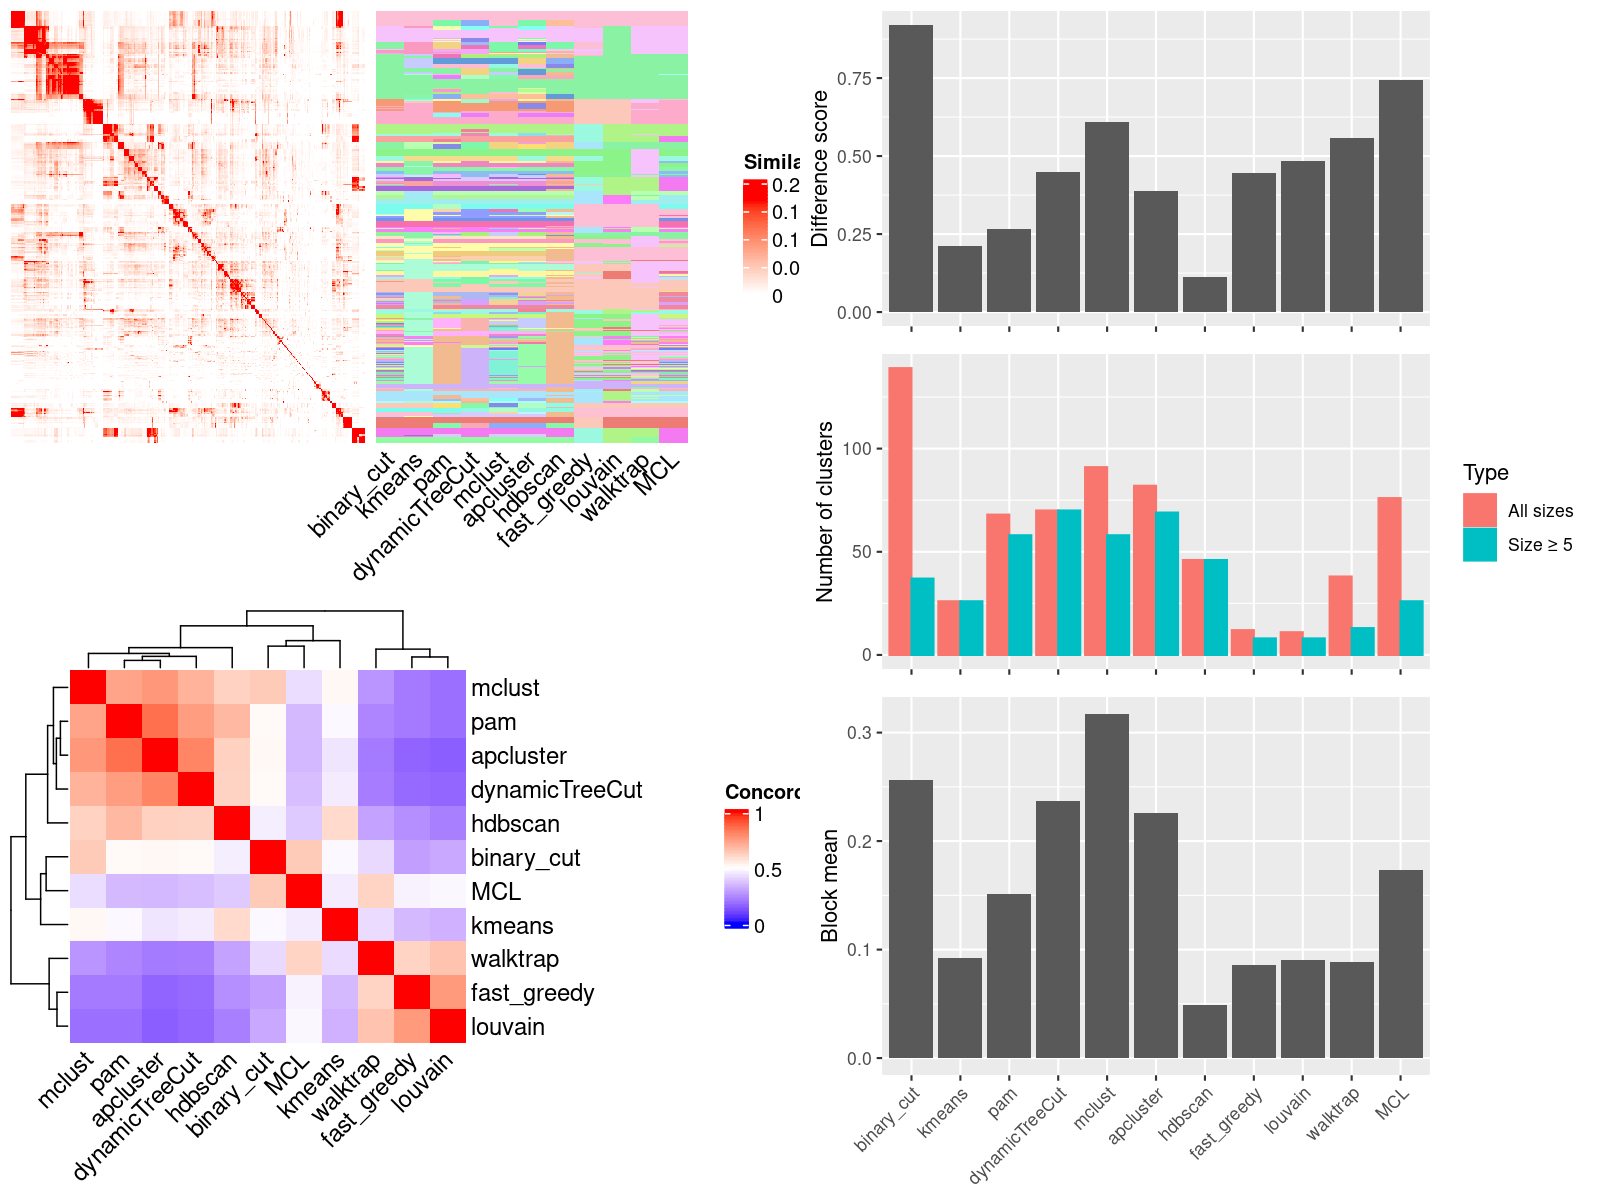 Simila
0.2
0.1
0.1
0.0
0
binary_cut
kmeans
pam
dynamicTreeCut
mclust
apcluster
hdbscan
fast_greedy
louvain
walktrap
MCL
mclust
pam
apcluster
dynamicTreeCut
hdbscan
binary_cut
MCL
kmeans
walktrap
fast_greedy
louvain
mclust
pam
apcluster
dynamicTreeCut
hdbscan
binary_cut
MCL
kmeans
walktrap
fast_greedy
louvain
Concord
1
0.5
0
Difference score
0.75
0.50
0.25
0.00
Number of clusters
100
50
0
Type
All sizes
Size ≥ 5
Block mean
0.3
0.2
0.1
0.0
binary_cut
kmeans
pam
dynamicTreeCut
mclust
apcluster
hdbscan
fast_greedy
louvain
walktrap
MCL